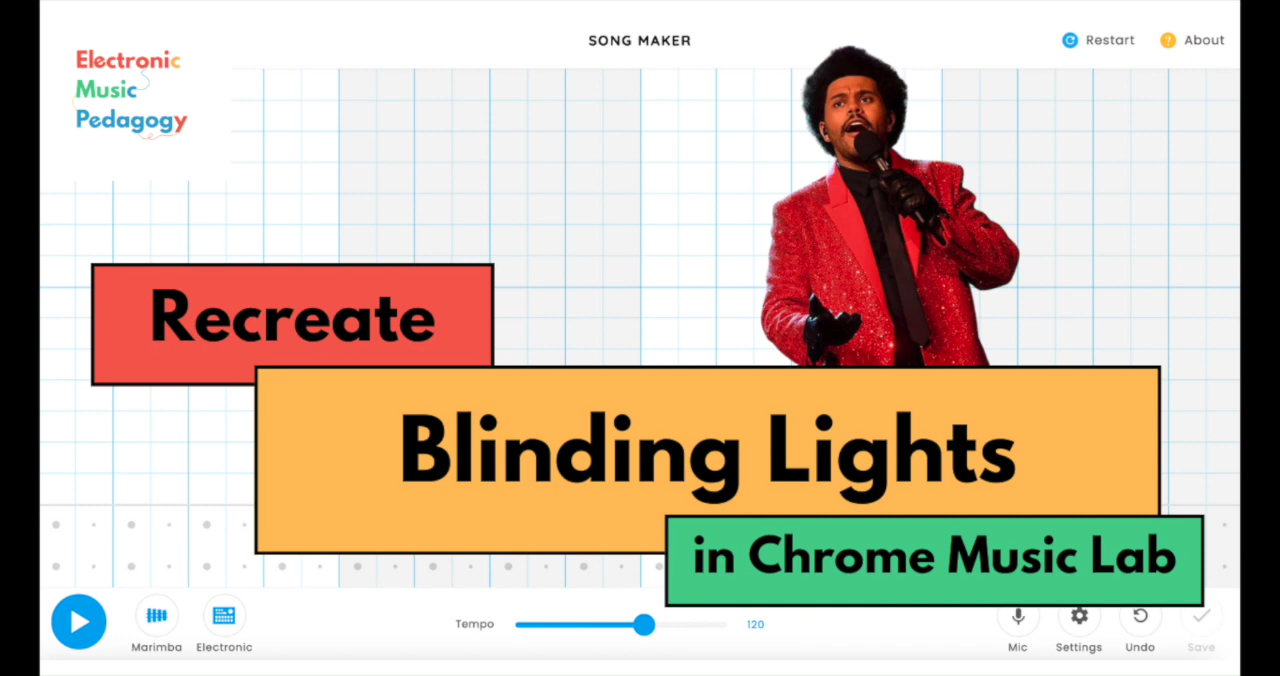 SONG MAKER
Restart
About
Electronic
Music
Pedagogy
Recreate
Blinding Lights
in Chrome Music Lab
Marimba
Electronic
Tempo
120
Mic
Settings
Undo
Save